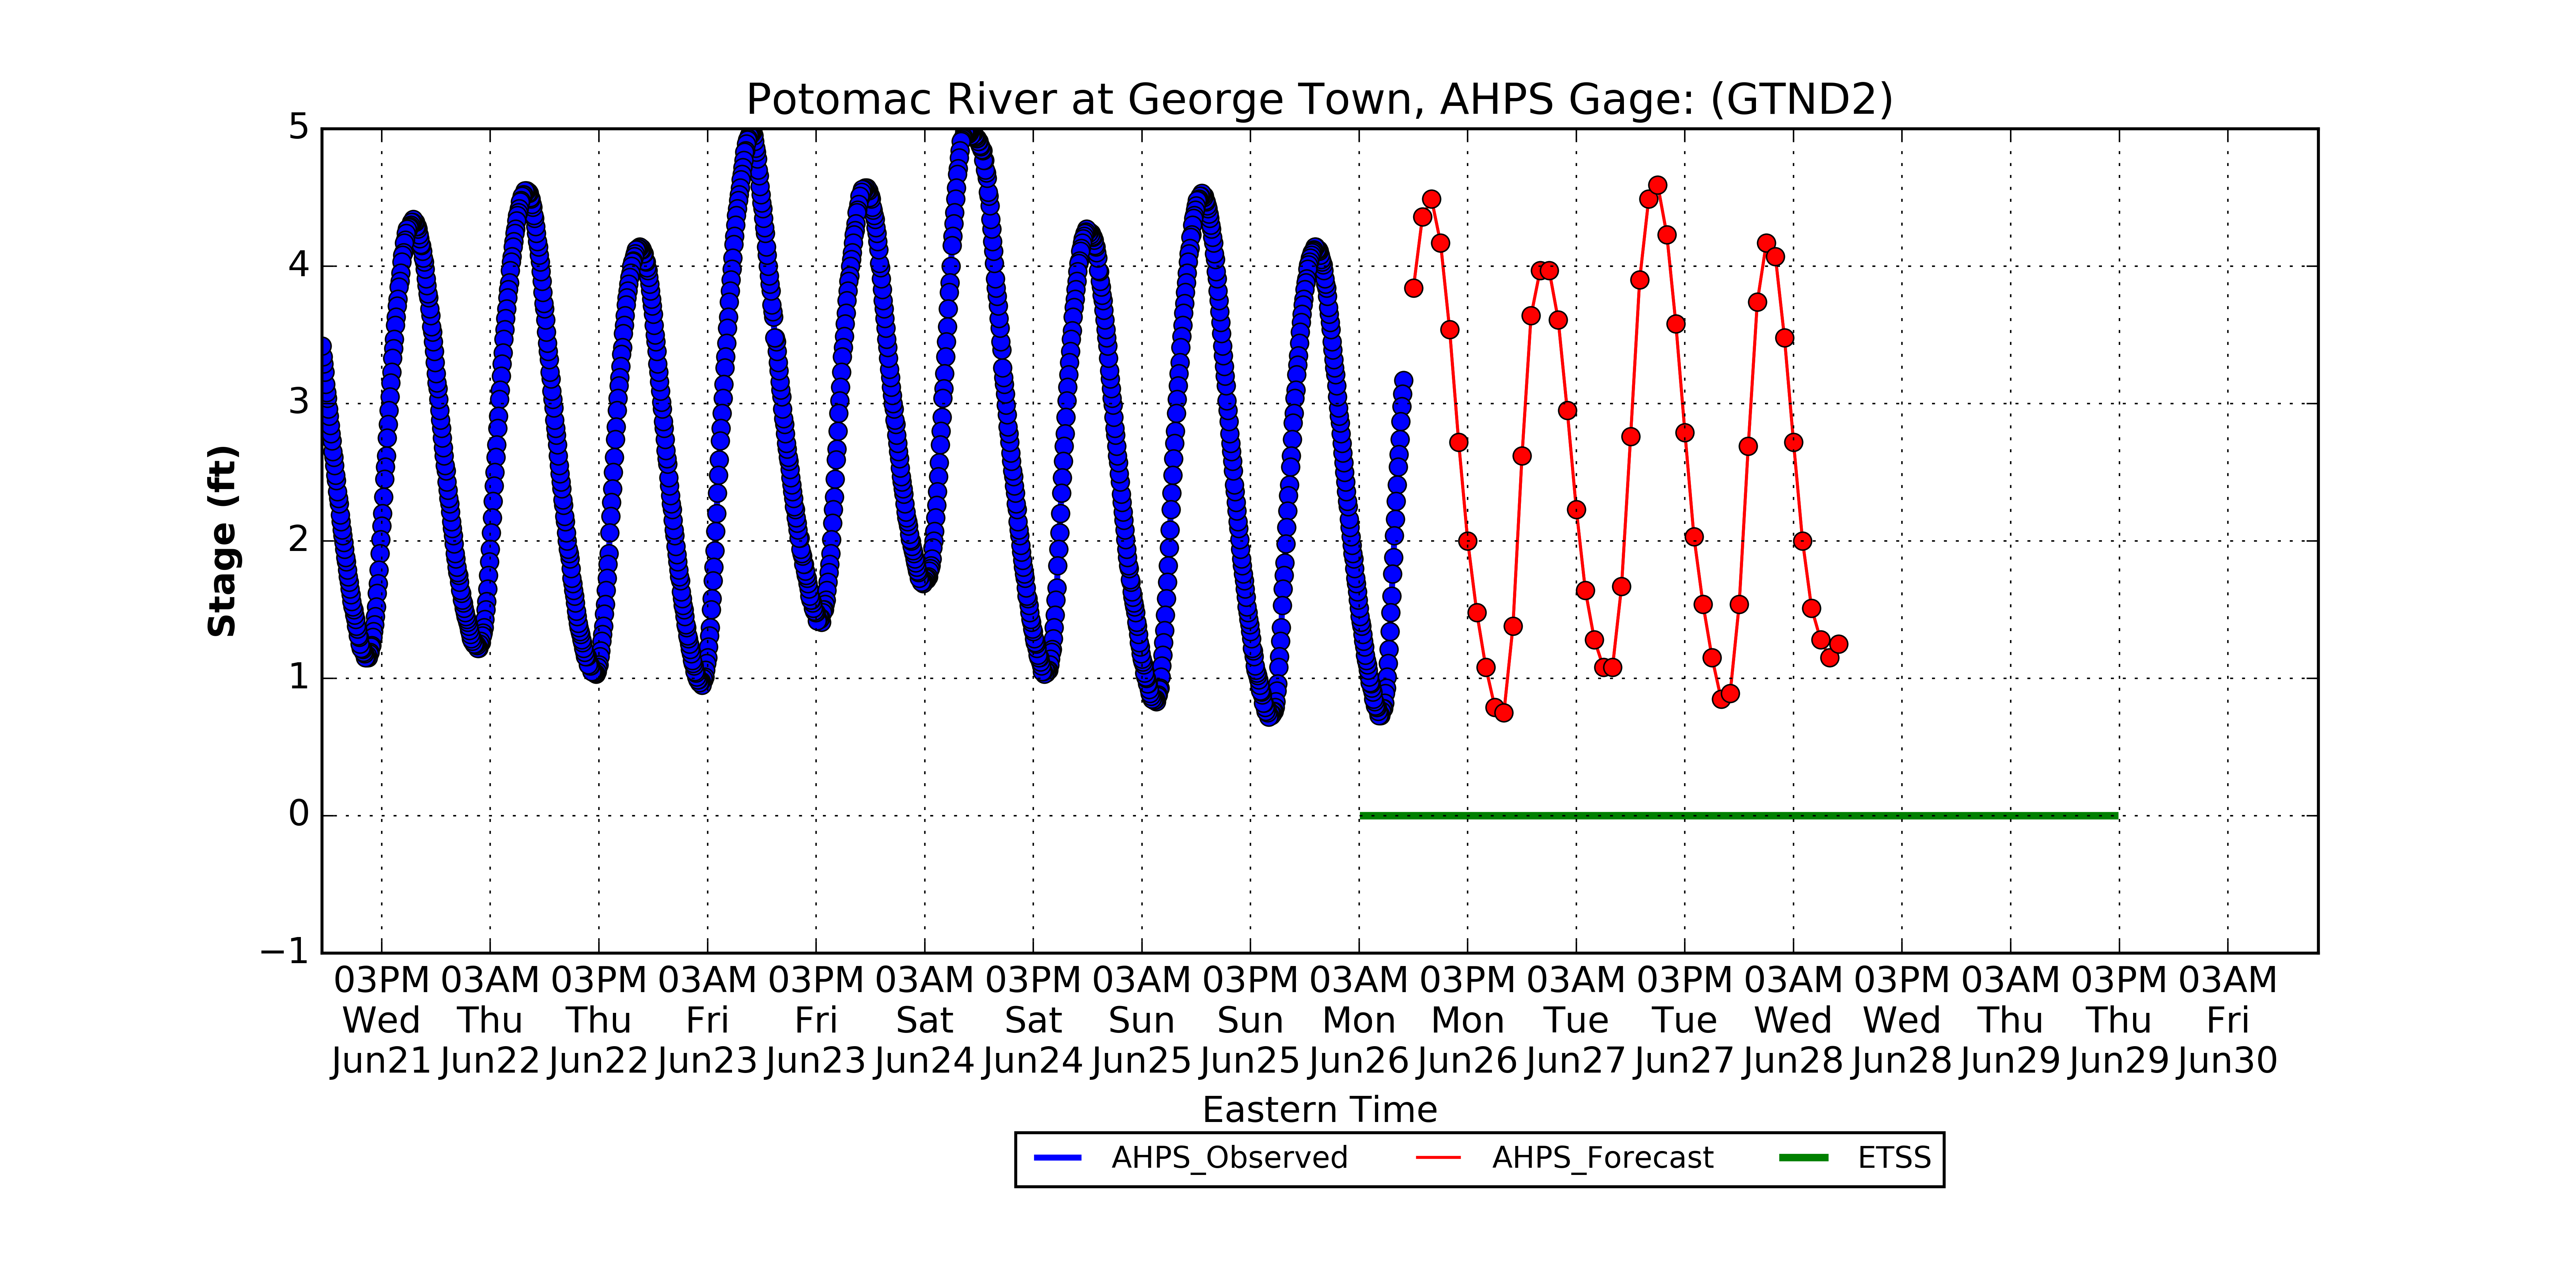 Potomac River at George Town, AHPS Gage: (GTND2)
5
4
3
2
1
0
−1
Stage (ft)
03PM 03AM 03PM 03AM 03PM 03AM 03PM 03AM 03PM 03AM 03PM 03AM 03PM 03AM 03PM 03AM 03PM 03AM
Wed Thu Thu Fri Fri Sat Sat Sun Sun Mon Mon Tue Tue Wed Wed Thu Thu Fri
Jun21 Jun22 Jun22 Jun23 Jun23 Jun24 Jun24 Jun25 Jun25 Jun26 Jun26 Jun27 Jun27 Jun28 Jun28 Jun29 Jun29 Jun30
Eastern Time
AHPS_Observed AHPS_Forecast ETSS